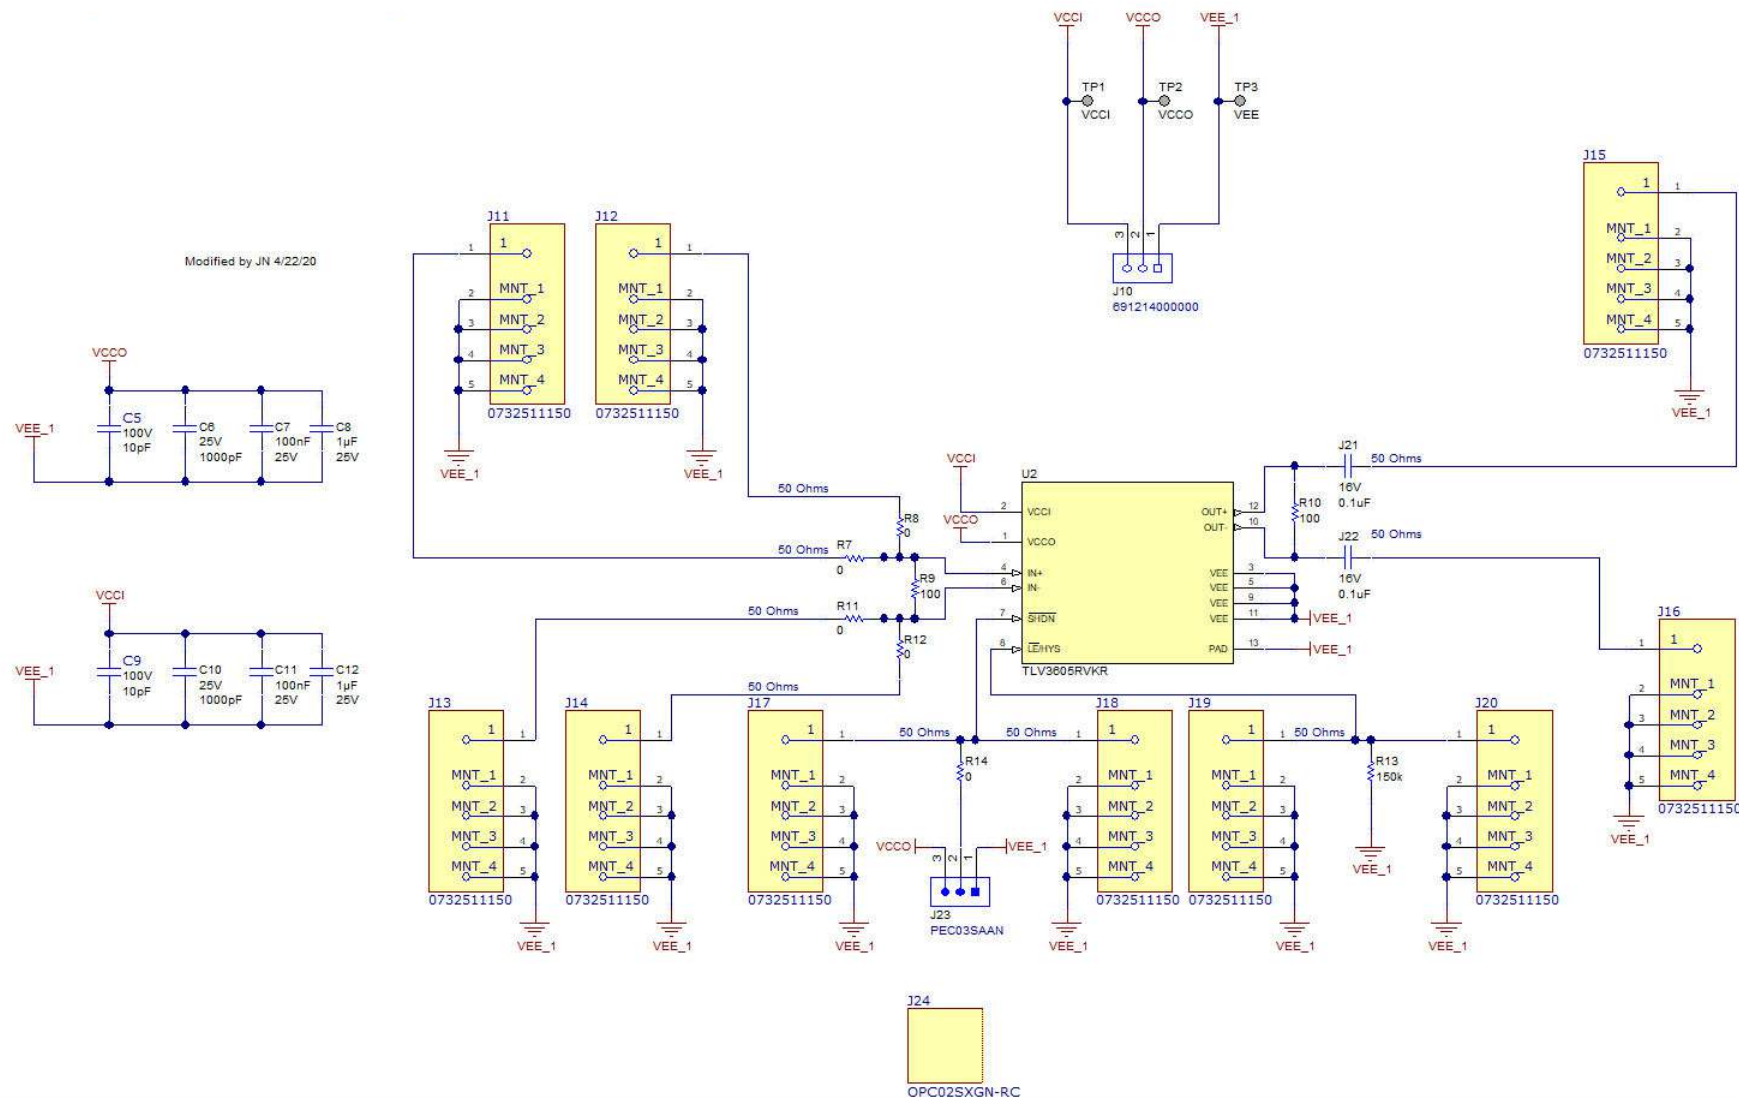 VCCI
VCCO
VEE_1
TP1
VCCI
TP2
VCCO
TP3
VEE
3
2
1
J10
691214000000
J15
1
1
MNT_1
2
MNT_2
3
MNT_3
4
MNT_4
5
0732511150
VEE_1
Modified by JN 4/22/20
J11
1
1
2
MNT_1
3
MNT_2
4
MNT_3
5
MNT_4
0732511150
VEE_1
J12
1
1
MNT_1
2
MNT_2
3
MNT_3
4
MNT_4
5
0732511150
VEE_1
VCCO
VEE_1
C5
100V
10pF
C6
25V
1000pF
C7
100nF
25V
C8
1µF
25V
VCCI
VEE_1
C9
100V
10pF
C10
25V
1000pF
C11
100nF
25V
C12
1µF
25V
50 Ohms
R8
0
50 Ohms
R7
0
R9
100
50 Ohms
R11
0
R12
0
50 Ohms
VCCI
VCCO
U2
2
VCCI
1
VCCO
4
IN+
6
IN-
7
SHDN
6
LE/HYS
OUT+
12
OUT-
10
VEE
3
VEE
5
VEE
9
VEE
11
VEE_1
PAD
13
VEE_1
TLV3605RVKR
R10
100
J21
50 Ohms
16V
0.1uF
J22
50 Ohms
16V
0.1uF
J16
1
1
2
MNT_1
3
MNT_2
4
MNT_3
5
MNT_4
0732511150
VEE_1
J13
1
1
MNT_1
2
MNT_2
3
MNT_3
4
MNT_4
5
0732511150
VEE_1
J14
1
1
MNT_1
2
MNT_2
3
MNT_3
4
MNT_4
5
0732511150
VEE_1
J17
1
1
MNT_1
2
MNT_2
3
MNT_3
4
MNT_4
5
0732511150
VEE_1
50 Ohms
50 Ohms
R14
0
VCCO
3
2
1
VEE_1
J23
PEC03SAAN
J18
1
1
2
MNT_1
3
MNT_2
4
MNT_3
5
MNT_4
0732511150
VEE_1
J19
1
1
MNT_1
2
MNT_2
3
MNT_3
4
MNT_4
5
0732511150
VEE_1
50 Ohms
R13
150k
VEE_1
J20
1
1
2
MNT_1
3
MNT_2
4
MNT_3
5
MNT_4
0732511150
VEE_1
J24
OPC02SXGN-RC